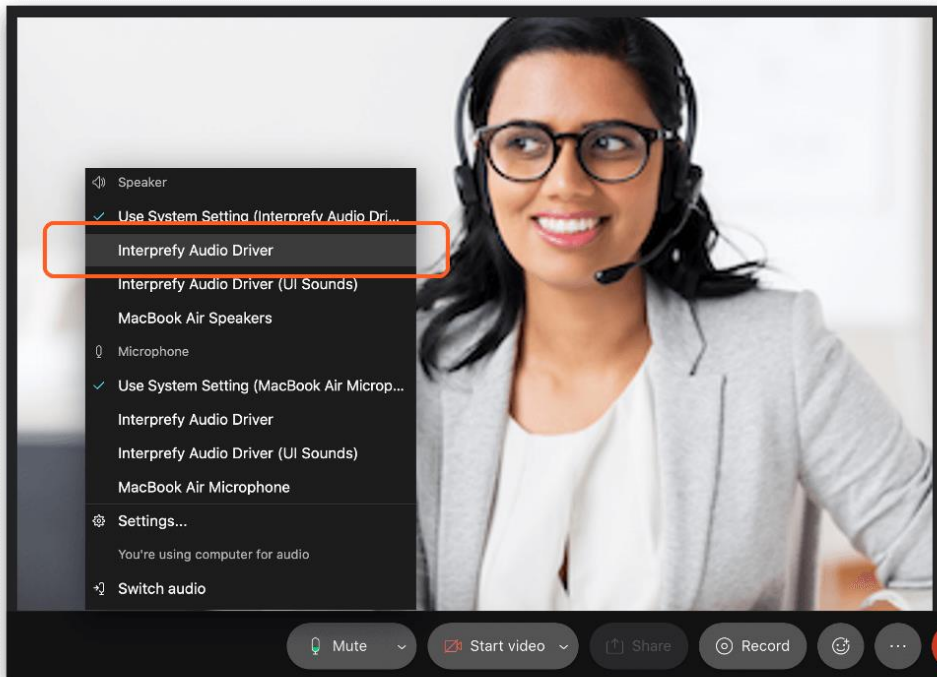 Speaker
Use System Setting (Interprefy Audio Dri...
Interprefy Audio Driver
Interprefy Audio Driver (UI Sounds)
MacBook Air Speakers
Microphone
Use System Setting (MacBook Air Microp...
Interprefy Audio Driver
Interprefy Audio Driver (UI Sounds)
MacBook Air Microphone
Settings...
You're using computer for audio
Switch audio
Mute
Start video
Share
Record